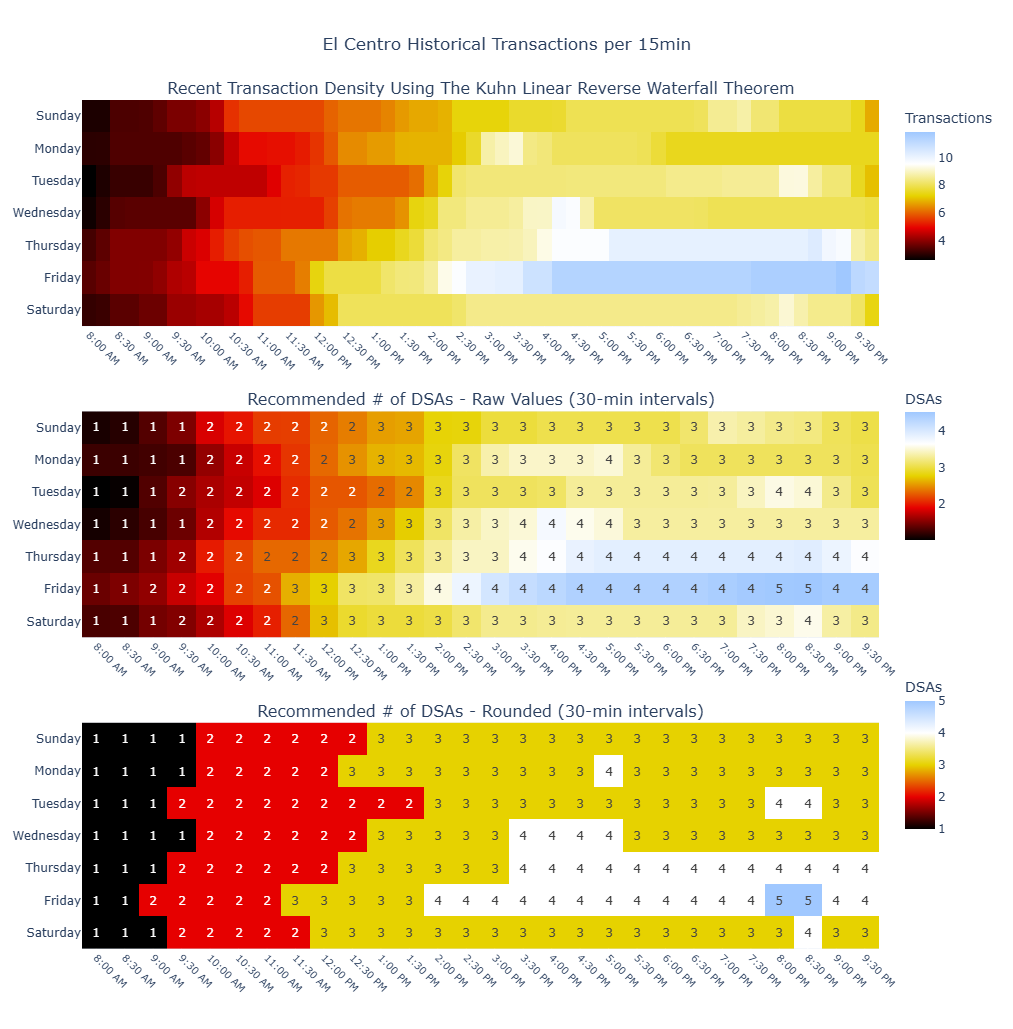 El Centro Historical Transactions per 15min
Recent Transaction Density Using The Kuhn Linear Reverse Waterfall Theorem
Sunday
Monday
Tuesday
Wednesday
Thursday
Friday
Saturday
8:00 AM 8:30 AM 9:00 AM 9:30 AM 10:00 AM 10:30 AM 11:00 AM 11:30 AM 12:00 PM 12:30 PM 1:00 PM 1:30 PM 2:00 PM 2:30 PM 3:00 PM 3:30 PM 4:00 PM 4:30 PM 5:00 PM 5:30 PM 6:00 PM 6:30 PM 7:00 PM 7:30 PM 8:00 PM 8:30 PM 9:00 PM 9:30 PM
Transactions
10
8
6
4
Recommended # of DSAs - Raw Values (30-min intervals)
Sunday 1 1 1 1 2 2 2 2 2 2 3 3 3 3 3 3 3 3 3 3 3 3 3 3 3 3 3 3
Monday 1 1 1 1 2 2 2 2 2 3 3 3 3 3 3 3 3 3 4 3 3 3 3 3 3 3 3 3
Tuesday 1 1 1 2 2 2 2 2 2 2 2 2 3 3 3 3 3 3 3 3 3 3 3 3 4 4 3 3
Wednesday 1 1 1 1 2 2 2 2 2 2 3 3 3 3 3 4 4 4 4 3 3 3 3 3 3 3 3 3
Thursday 1 1 1 2 2 2 2 2 2 3 3 3 3 3 3 4 4 4 4 4 4 4 4 4 4 4 4 4
Friday 1 1 2 2 2 2 2 3 3 3 3 3 4 4 4 4 4 4 4 4 4 4 4 4 5 5 4 4
Saturday 1 1 1 2 2 2 2 2 3 3 3 3 3 3 3 3 3 3 3 3 3 3 3 3 3 4 3 3
8:00 AM 8:30 AM 9:00 AM 9:30 AM 10:00 AM 10:30 AM 11:00 AM 11:30 AM 12:00 PM 12:30 PM 1:00 PM 1:30 PM 2:00 PM 2:30 PM 3:00 PM 3:30 PM 4:00 PM 4:30 PM 5:00 PM 5:30 PM 6:00 PM 6:30 PM 7:00 PM 7:30 PM 8:00 PM 8:30 PM 9:00 PM 9:30 PM
DSAs
4
3
2
Recommended # of DSAs - Rounded (30-min intervals)
Sunday 1 1 1 1 2 2 2 2 2 2 3 3 3 3 3 3 3 3 3 3 3 3 3 3 3 3 3 3
Monday 1 1 1 1 2 2 2 2 2 3 3 3 3 3 3 3 3 3 4 3 3 3 3 3 3 3 3 3
Tuesday 1 1 1 2 2 2 2 2 2 2 2 2 3 3 3 3 3 3 3 3 3 3 3 3 4 4 3 3
Wednesday 1 1 1 1 2 2 2 2 2 2 3 3 3 3 3 4 4 4 4 3 3 3 3 3 3 3 3 3
Thursday 1 1 1 2 2 2 2 2 2 3 3 3 3 3 3 4 4 4 4 4 4 4 4 4 4 4 4 4
Friday 1 1 2 2 2 2 2 3 3 3 3 3 4 4 4 4 4 4 4 4 4 4 4 4 5 5 4 4
Saturday 1 1 1 2 2 2 2 2 3 3 3 3 3 3 3 3 3 3 3 3 3 3 3 3 3 4 3 3
8:00 AM 8:30 AM 9:00 AM 9:30 AM 10:00 AM 10:30 AM 11:00 AM 11:30 AM 12:00 PM 12:30 PM 1:00 PM 1:30 PM 2:00 PM 2:30 PM 3:00 PM 3:30 PM 4:00 PM 4:30 PM 5:00 PM 5:30 PM 6:00 PM 6:30 PM 7:00 PM 7:30 PM 8:00 PM 8:30 PM 9:00 PM 9:30 PM
DSAs
5
4
3
2
1